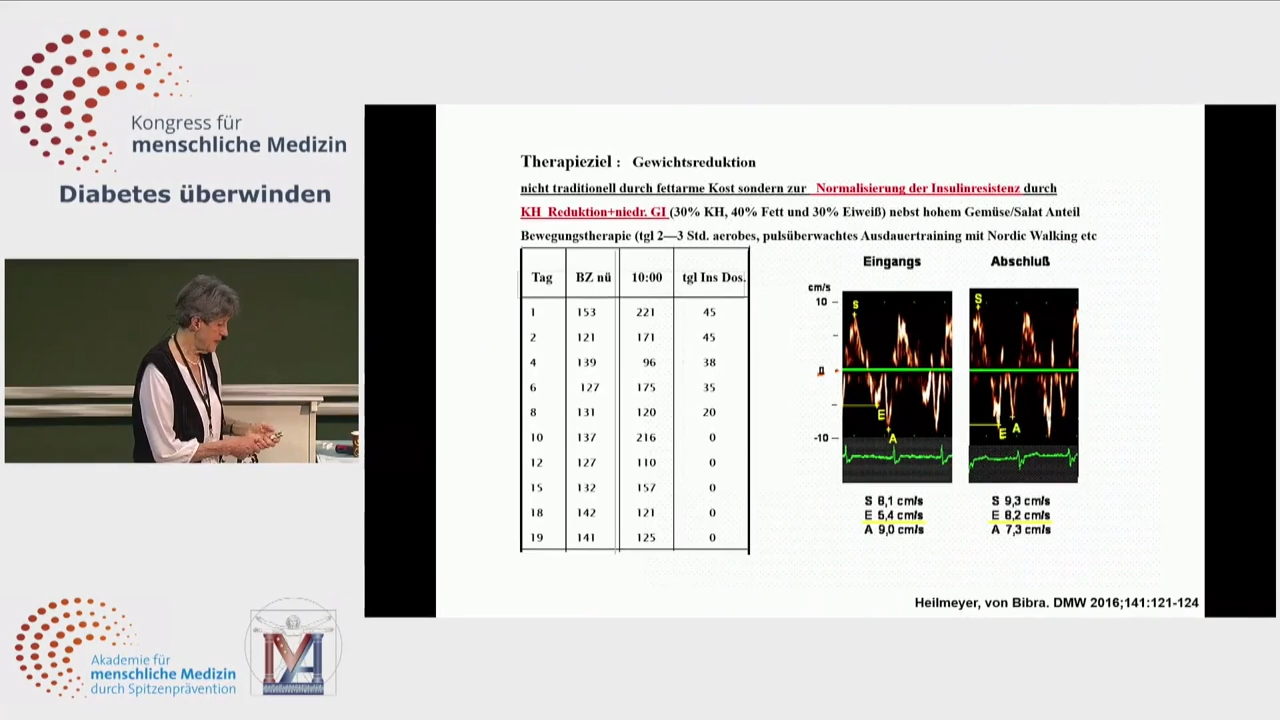 Kongress für
menschliche Medizin
Diabetes überwinden
Therapieziel : Gewichtsreduktion
nicht traditionell durch fettarme Kost sondern zur Normalisierung der Insulinresistenz durch
KH Reduktion+niedr. GI (30% KH, 40% Fett und 30% Eiweiß) nebst hohem Gemüse/Salat Anteil
Bewegungstherapie (tgl 2—3 Std. aerobes, pulsüberwachtes Ausdauertraining mit Nordic Walking etc
Tag BZ nü 10:00 tgl Ins Dos.
1 153 221 45
2 121 171 45
4 139 96 38
6 127 175 35
8 131 120 20
10 137 216 0
12 127 110 0
15 132 157 0
18 142 121 0
19 141 125 0
Eingangs Abschluß
cm/s
10
0
-10
S
E
A
S
E
A
S 8,1 cm/s
E 5,4 cm/s
A 9,0 cm/s
S 9,3 cm/s
E 8,2 cm/s
A 7,3 cm/s
Heilmeyer, von Bibra. DMW 2016;141:121-124
Akademie für
menschliche Medizin
durch Spitzenprävention